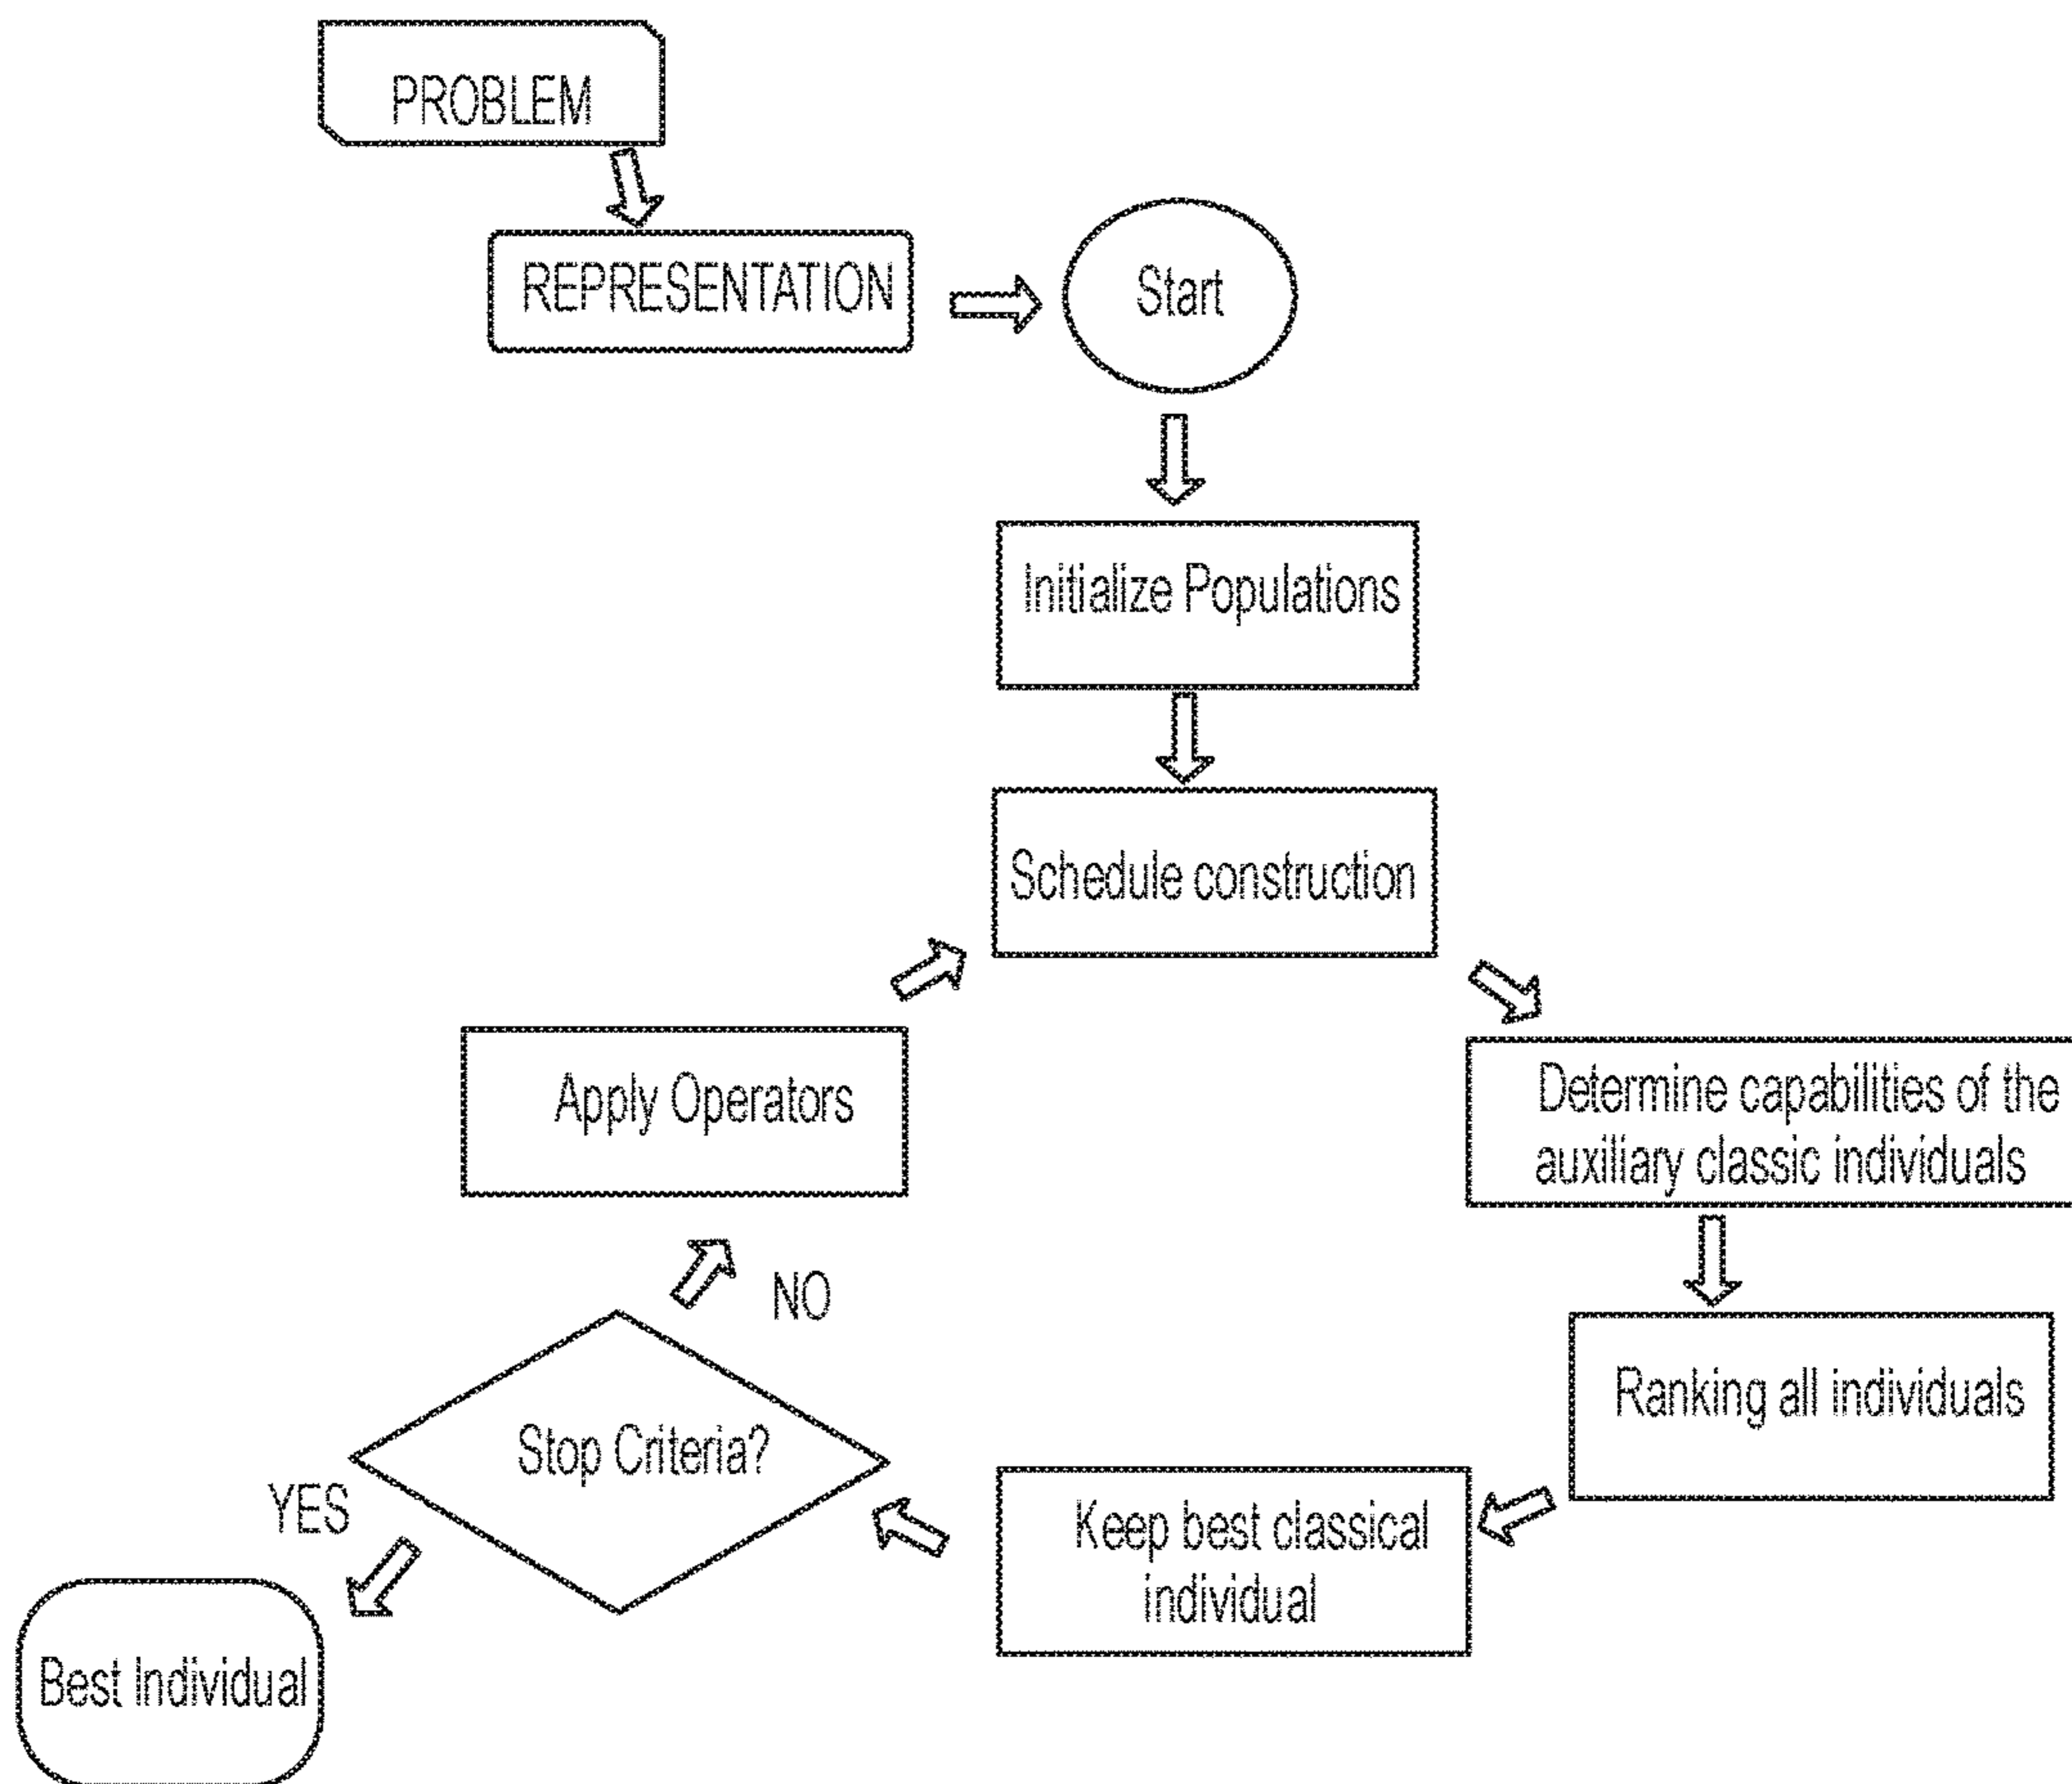 PROBLEM
REPRESENTATION
Start
Initialize Populations
Schedule construction
Apply Operators
Determine capabilities of the
auxiliary classic individuals
NO
Ranking all individuals
Stop Criteria?
YES
Keep best classical
individual
Best Individual